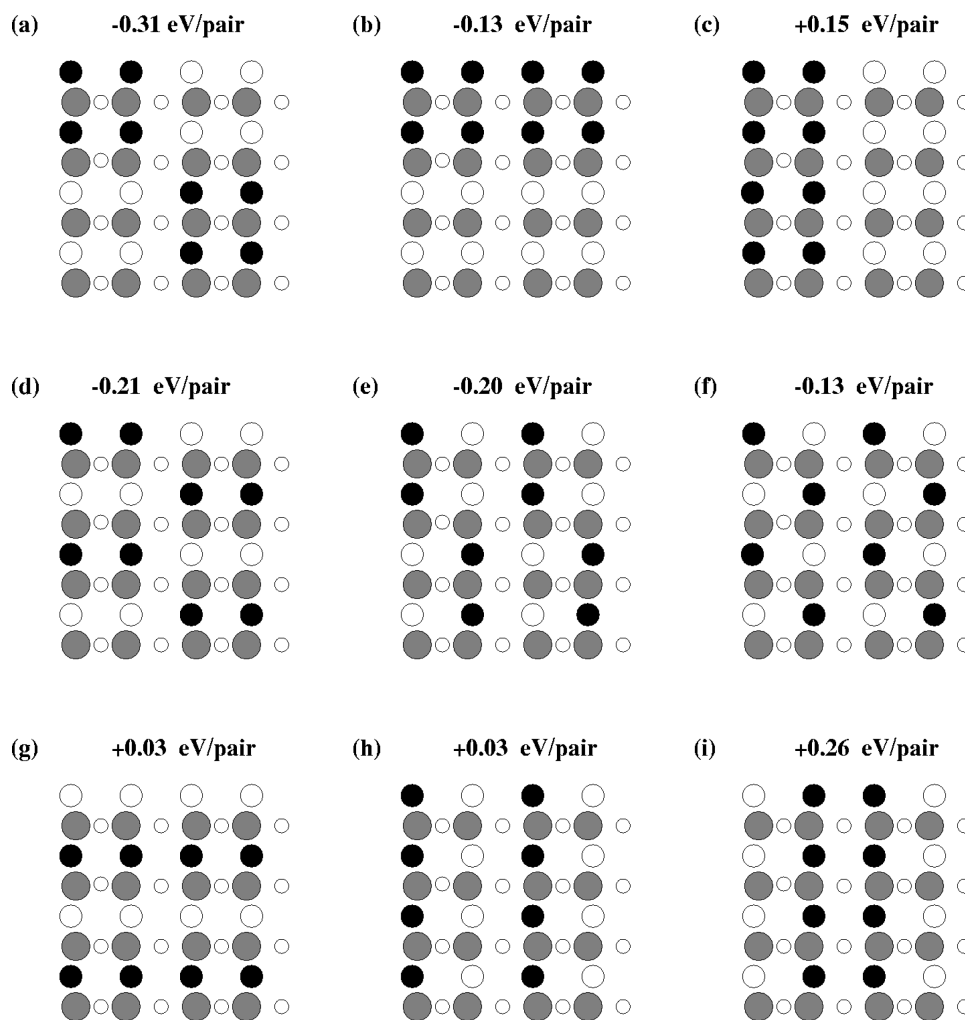 (a) -0.31 eV/pair (b) -0.13 eV/pair (c) +0.15 eV/pair
(d) -0.21 eV/pair (e) -0.20 eV/pair (f) -0.13 eV/pair
(g) +0.03 eV/pair (h) +0.03 eV/pair (i) +0.26 eV/pair